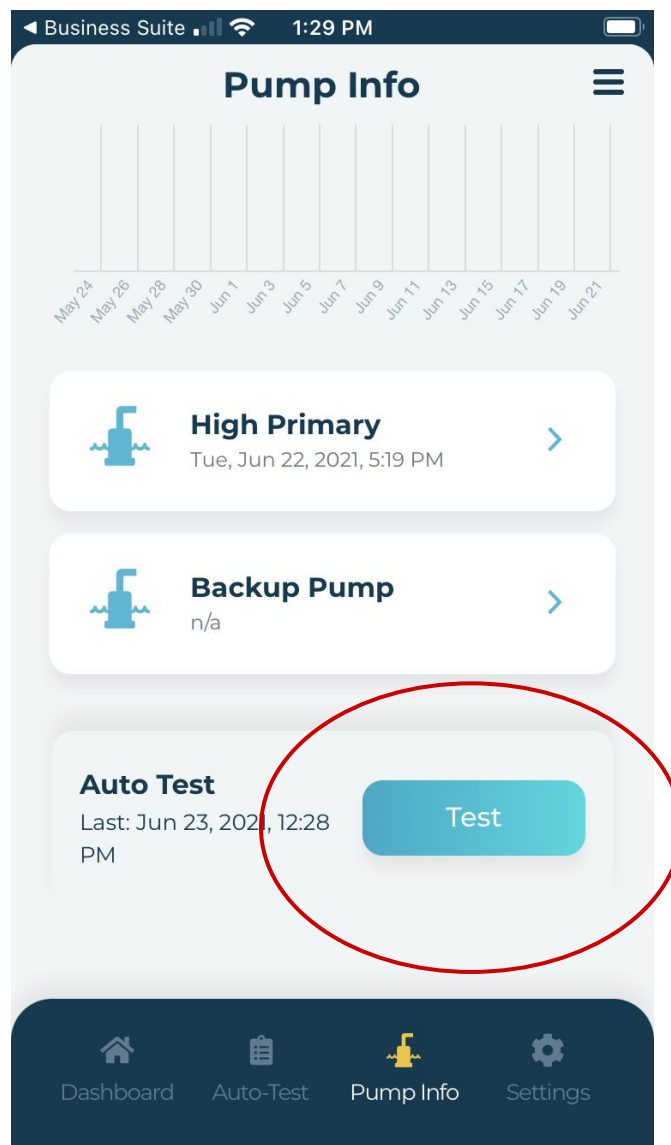 ◄ Business Suite 1:29 PM
Pump Info
May 24 May 26 May 28 May 30 Jun 1 Jun 3 Jun 5 Jun 7 Jun 9 Jun 11 Jun 13 Jun 15 Jun 17 Jun 19 Jun 21
High Primary
Tue, Jun 22, 2021, 5:19 PM
Backup Pump
n/a
Auto Test
Last: Jun 23, 2021, 12:28
PM
Test
Dashboard Auto-Test Pump Info Settings